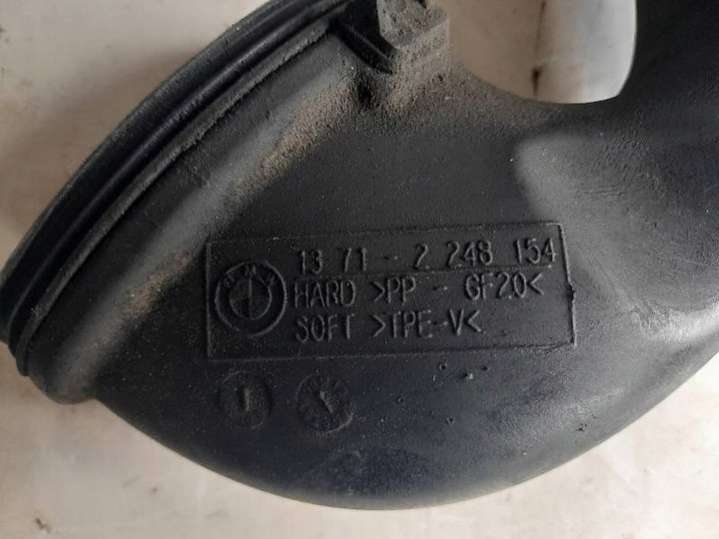 13 71 - 2 248 154
HARD >PP - GF20<
SOFT >TPE-V<